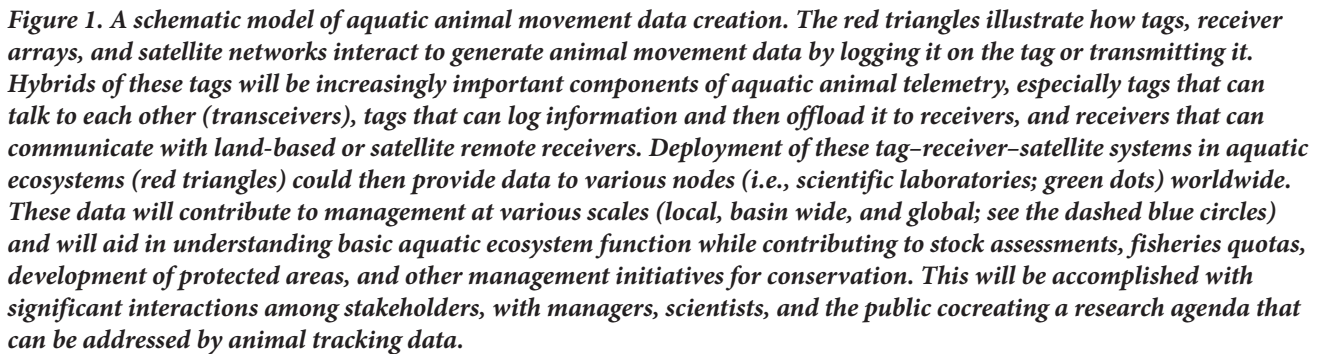 Figure 1. A schematic model of aquatic animal movement data creation. The red triangles illustrate how tags, receiver
arrays, and satellite networks interact to generate animal movement data by logging it on the tag or transmitting it.
Hybrids of these tags will be increasingly important components of aquatic animal telemetry, especially tags that can
talk to each other (transceivers), tags that can log information and then offload it to receivers, and receivers that can
communicate with land-based or satellite remote receivers. Deployment of these tag–receiver–satellite systems in aquatic
ecosystems (red triangles) could then provide data to various nodes (i.e., scientific laboratories; green dots) worldwide.
These data will contribute to management at various scales (local, basin wide, and global; see the dashed blue circles)
and will aid in understanding basic aquatic ecosystem function while contributing to stock assessments, fisheries quotas,
development of protected areas, and other management initiatives for conservation. This will be accomplished with
significant interactions among stakeholders, with managers, scientists, and the public cocreating a research agenda that
can be addressed by animal tracking data.